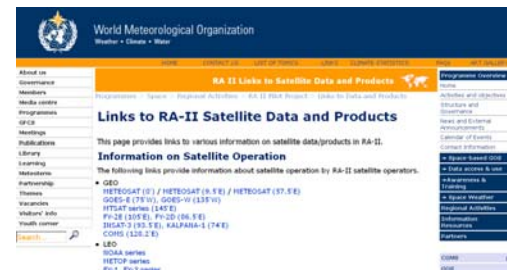 World Meteorological Organization
Weather • Climate • Water
HOME CONTACT US LIST OF TOPICS LINKS CLIMATE STATISTICS FAQs ART GALLERY
RA II Links to Satellite Data and Products
About us
Governance
Members
Media centre
Programmes
GFCS
Meetings
Publications
Library
Learning
Meteoterm
Partnership
Themes
Vacancies
Visitors' info
Youth corner
Search...
Programmes Space Regional Activities RA II Pilot Project Links to Data and Products
Links to RA-II Satellite Data and Products
This page provides links to various information on satellite data/products in RA-II.
Information on Satellite Operation
The following links provide information about satellite operation by RA-II satellite operators.
• GEO
METEOSAT (0°) / METEOSAT (9.5°E) / METEOSAT (57.5°E)
GOES-E (75°W), GOES-W (135°W)
MTSAT series (145°E)
FY-2E (105°E), FY-2D (86.5°E)
INSAT-3 (93.5°E), KALPANA-1 (74°E)
COMS (128.2°E)
• LEO
NOAA series
METOP series
FY-1, FY-3 series
Programme Overview
Home
Activities and objectives
Structure and
Governance
News and External
Announcements
Calendar of Events
Contact Information
→ Space-based GOS
→ Data access & use
→Awareness &
Training
→ Space Weather
Regional Activities
Information
Resources
Partners
CGMS